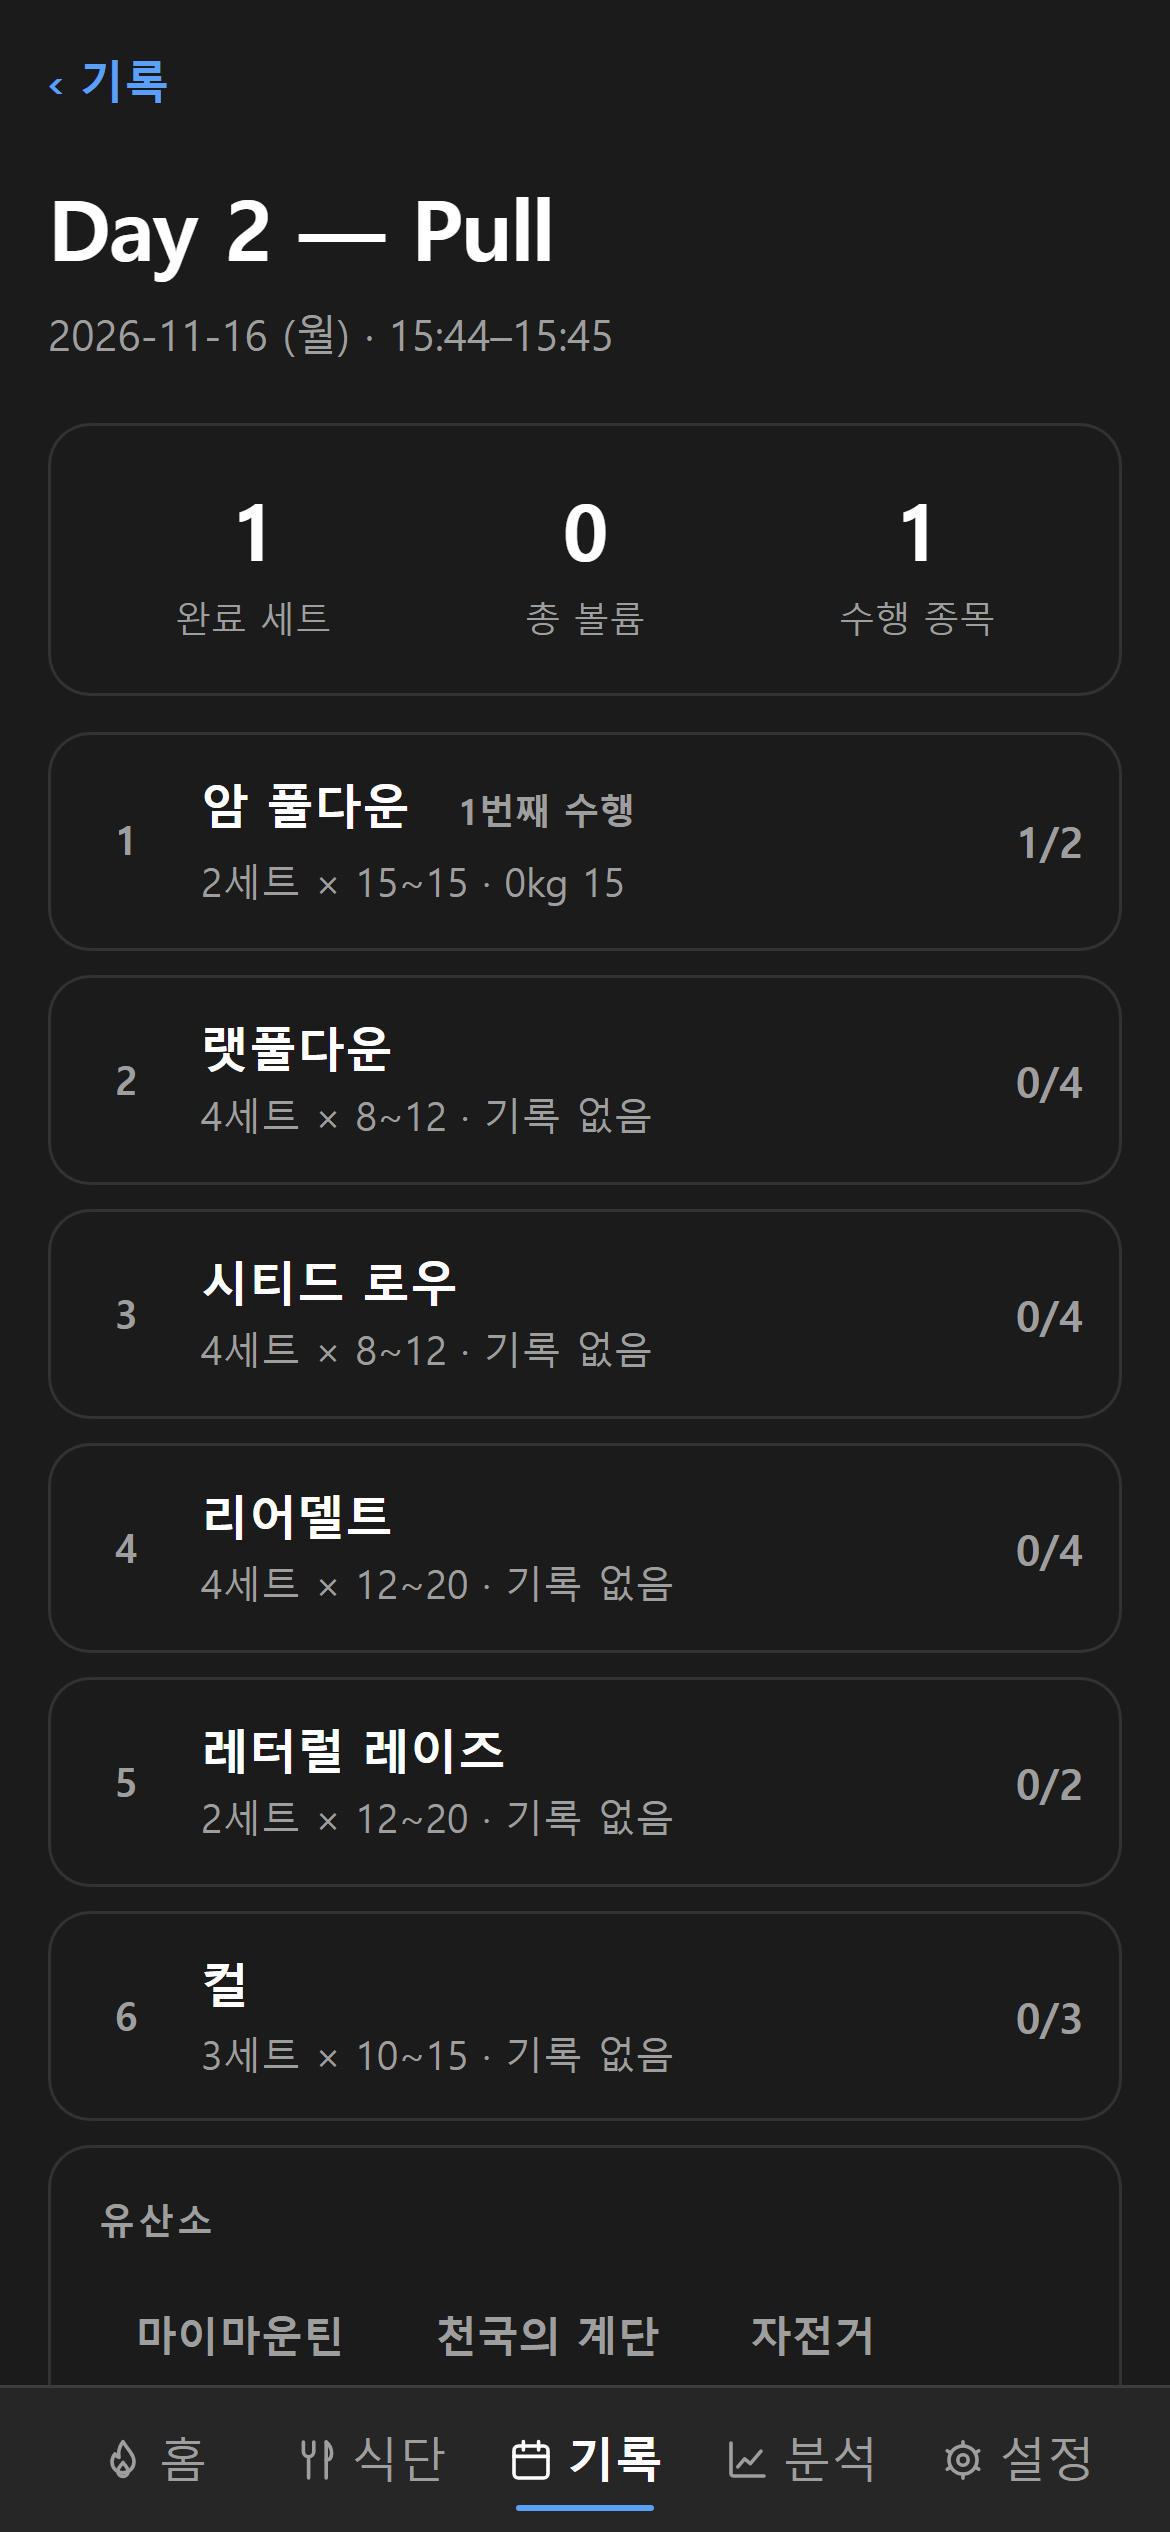 ‹ 기록
Day 2 — Pull
2026-11-16 (월) · 15:44–15:45
1 0 1
완료 세트 총 볼륨 수행 종목
1 암 풀다운 1번째 수행 1/2
2세트 × 15~15 · 0kg 15
2 랫풀다운 0/4
4세트 × 8~12 · 기록 없음
3 시티드 로우 0/4
4세트 × 8~12 · 기록 없음
4 리어델트 0/4
4세트 × 12~20 · 기록 없음
5 레터럴 레이즈 0/2
2세트 × 12~20 · 기록 없음
6 컬 0/3
3세트 × 10~15 · 기록 없음
유산소
마이마운틴 천국의 계단 자전거
홈 식단 기록 분석 설정